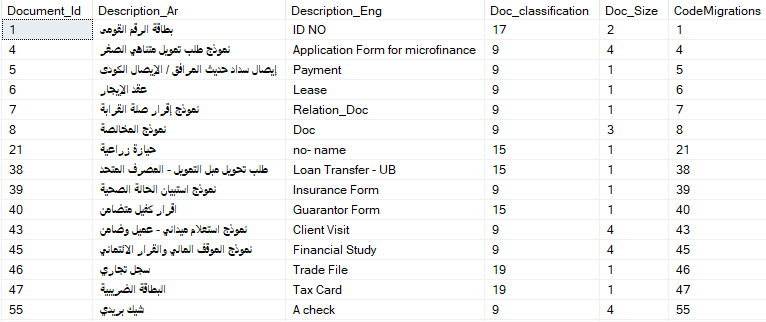 Document_Id Description_Ar Description_Eng Doc_classification Doc_Size CodeMigrations
1 بطاقة الرقم القومى ID NO 17 2 1
4 نموذج طلب تمويل متناهي الصغر Application Form for microfinance 9 4 4
5 إيصال سداد حديث المرافق / الإيصال الكودى Payment 9 1 5
6 عقد الإيجار Lease 9 1 6
7 نموذج إقرار صلة القرابة Relation_Doc 9 1 7
8 نموذج المخالصة Doc 9 3 8
21 حيازة زراعية no- name 15 1 21
38 طلب تحويل مبل التمويل - المصرف المتحد Loan Transfer - UB 15 1 38
39 نموذج استبيان الحالة الصحية Insurance Form 9 1 39
40 اقرار كفيل متضامن Guarantor Form 15 1 40
43 نموذج استعلام ميداني - عميل وضامن Client Visit 9 4 43
45 نموذج الموقف المالي والقرار الائتماني Financial Study 9 4 45
46 سجل تجاري Trade File 19 1 46
47 البطاقة الضريبية Tax Card 19 1 47
55 شيك بريدي A check 9 4 55